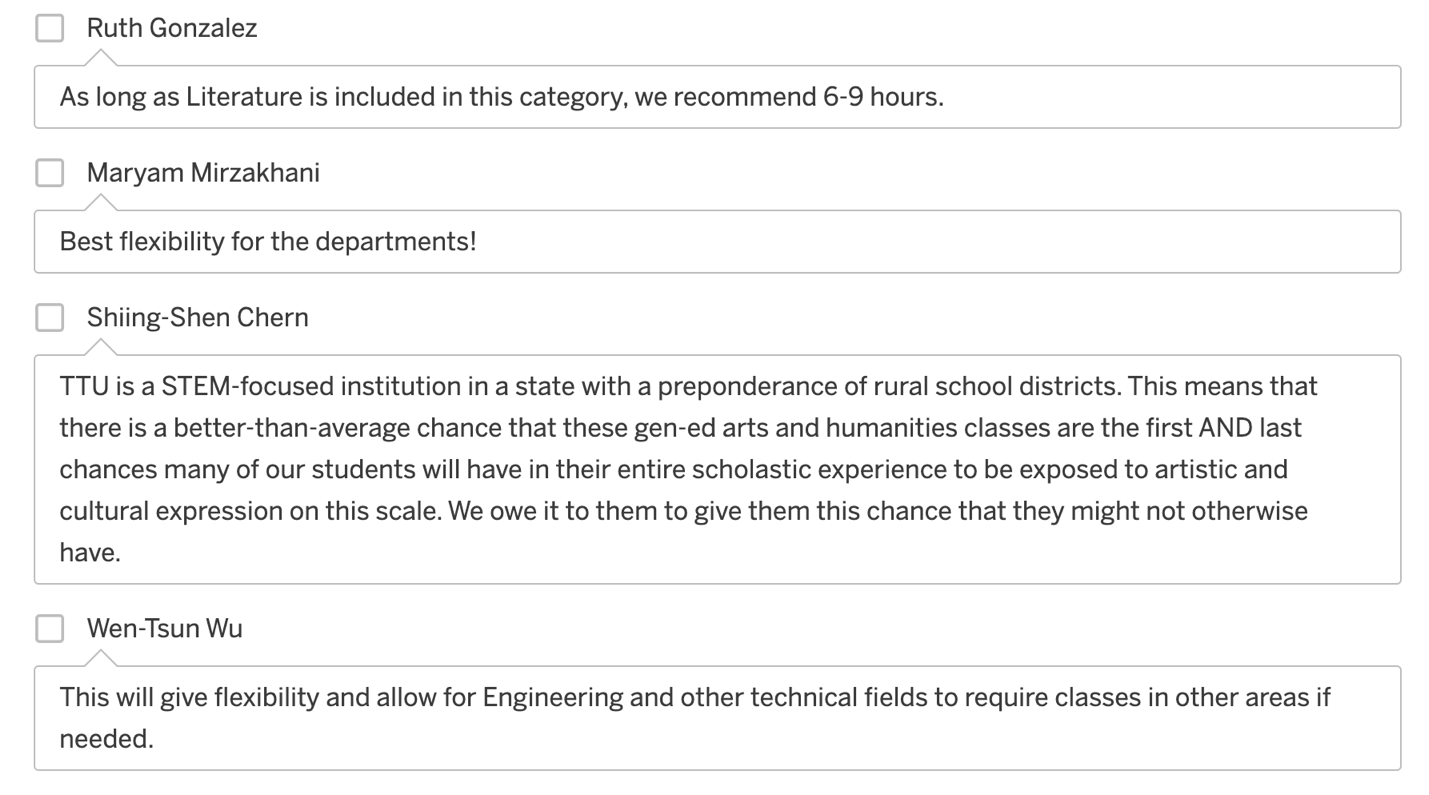 Ruth Gonzalez
As long as Literature is included in this category, we recommend 6-9 hours.
Maryam Mirzakhani
Best flexibility for the departments!
Shiing-Shen Chern
TTU is a STEM-focused institution in a state with a preponderance of rural school districts. This means that
there is a better-than-average chance that these gen-ed arts and humanities classes are the first AND last
chances many of our students will have in their entire scholastic experience to be exposed to artistic and
cultural expression on this scale. We owe it to them to give them this chance that they might not otherwise
have.
Wen-Tsun Wu
This will give flexibility and allow for Engineering and other technical fields to require classes in other areas if
needed.